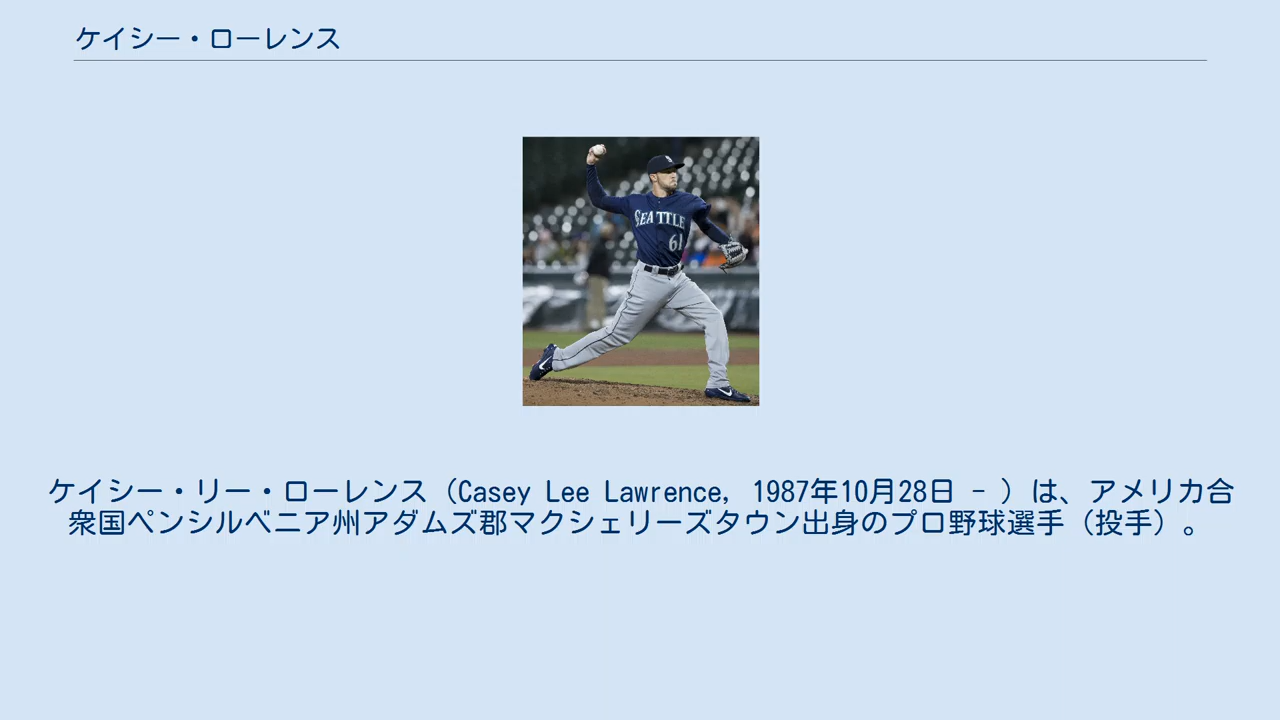 ケイシー・ローレンス
SEATTLE
61
ケイシー・リー・ローレンス（Casey Lee Lawrence, 1987年10月28日 - ）は、アメリカ合
衆国ペンシルベニア州アダムズ郡マクシェリーズタウン出身のプロ野球選手（投手）。